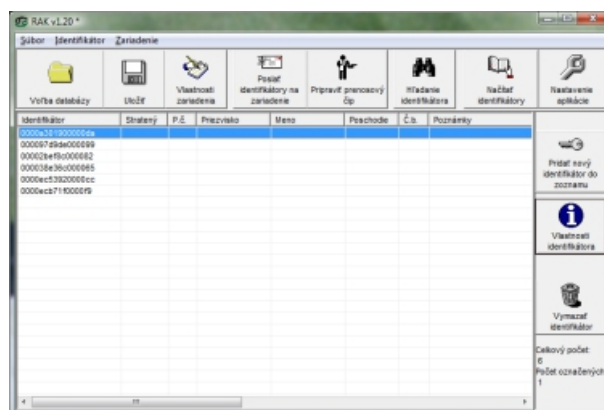 RAK v1.20 *
Súbor Identifikátor Zariadenie
Voľba databázy
Uložiť
Vlastnosti zariadenia
Poslať identifikátory na zariadenie
Pripraviť prenosový čip
Hľadanie identifikátora
Načítať identifikátory
Nastavenie aplikácie
Identifikátor Stratený P.č. Priezvisko Meno Poschodie Č.b. Poznámky
0000a381900000da
000097d9de000099
00002bef8c000082
000038e36c000065
0000ec53920000cc
0000ecb71f0000f9
Pridať nový
identifikátor do
zoznamu
Vlastnosti
identifikátora
Vymazať
identifikátor
Celkový počet:
6
Počet označených
1